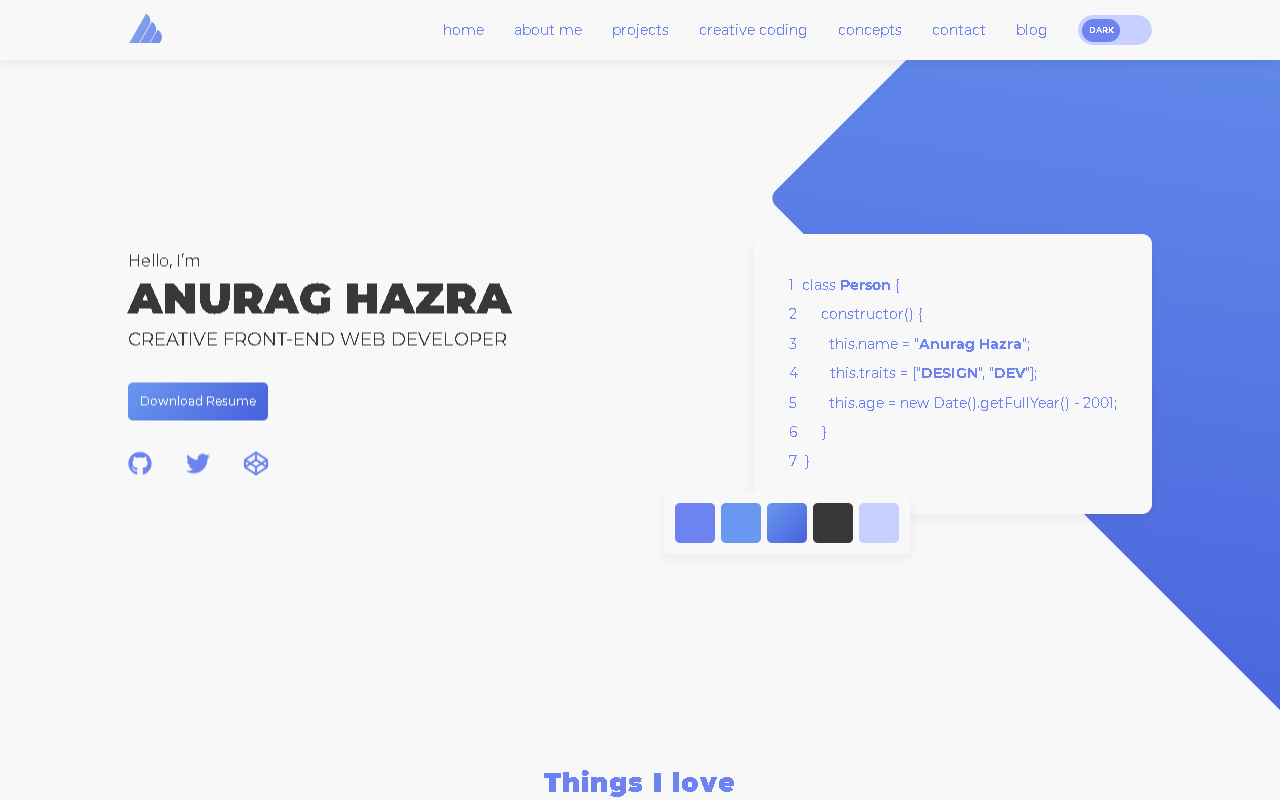 home about me projects creative coding concepts contact blog DARK
Hello, I'm
ANURAG HAZRA
CREATIVE FRONT-END WEB DEVELOPER
Download Resume
1 class Person {
2 constructor() {
3 this.name = "Anurag Hazra";
4 this.traits = ["DESIGN", "DEV"];
5 this.age = new Date().getFullYear() - 2001;
6 }
7 }
Things I love